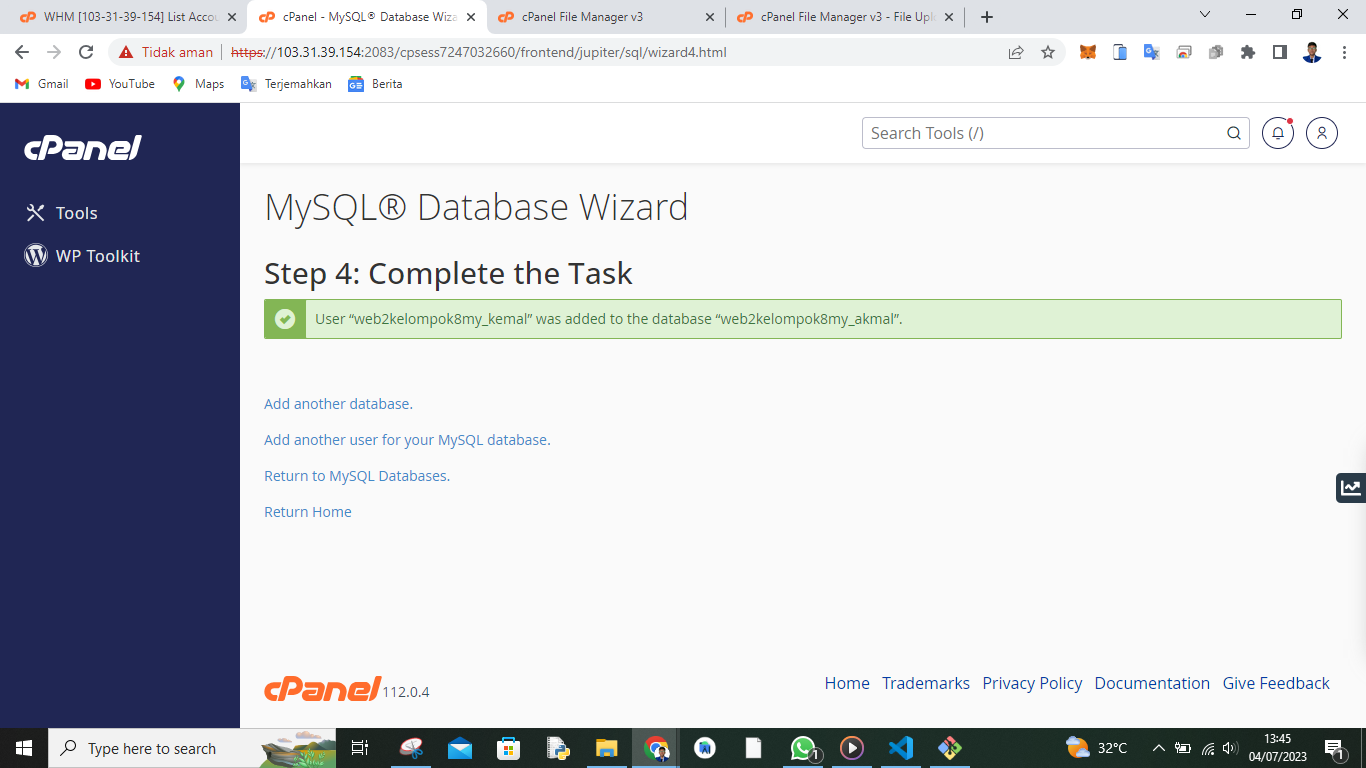 WHM [103-31-39-154] List Accou
cPanel - MySQL® Database Wiza
cPanel File Manager v3
cPanel File Manager v3 - File Upl
Tidak aman
https://103.31.39.154:2083/cpsess7247032660/frontend/jupiter/sql/wizard4.html
Gmail
YouTube
Maps
Terjemahkan
Berita
cPanel
Search Tools (/)
Tools
WP Toolkit
MySQL® Database Wizard
Step 4: Complete the Task
User “web2kelompok8my_kemal” was added to the database “web2kelompok8my_akmal”.
Add another database.
Add another user for your MySQL database.
Return to MySQL Databases.
Return Home
cPanel 112.0.4
Home Trademarks Privacy Policy Documentation Give Feedback
Type here to search
1
32°C
13:45
04/07/2023
1